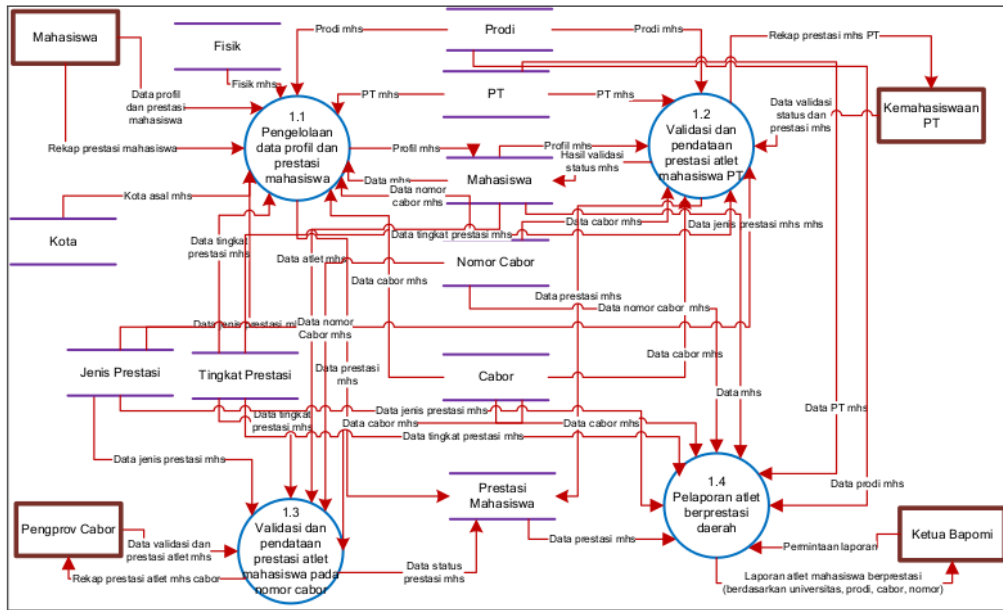 Mahasiswa
Fisik
Prodi mhs
Prodi
Prodi mhs
Rekap prestasi mhs PT
Fisik mhs
Data profil
dan prestasi
mahasiswa
PT mhs
PT
PT mhs
Kemahasiswaan
PT
Data validasi
status dan
prestasi mhs
1.1
Pengelolaan
data profil dan
prestasi
mahasiswa
1.2
Validasi dan
pendataan
prestasi atlet
mahasiswa PT
Rekap prestasi mahasiswa
Profil mhs
Profil mhs
Hasil validasi
status mhs
Data mhs
Mahasiswa
Data nomor
cabor mhs
Kota asal mhs
Kota
Data cabor mhs
Data jenis prestasi mhs
Data tingkat prestasi mhs
Data tingkat
prestasi mhs
Data atlet mhs
Nomor Cabor
Data cabor mhs
Data prestasi mhs
Data nomor cabor mhs
Data jenis prestasi mhs
Data nomor
Cabor mhs
Data cabor mhs
Jenis Prestasi
Tingkat Prestasi
Data prestasi
mhs
Cabor
Data mhs
Data tingkat
prestasi mhs
Data jenis prestasi mhs
Data cabor mhs
Data cabor mhs
Data PT mhs
Data tingkat prestasi mhs
Data jenis prestasi mhs
Data prodi mhs
Prestasi
Mahasiswa
1.4
Pelaporan atlet
berprestasi
daerah
1.3
Validasi dan
pendataan
prestasi atlet
mahasiswa pada
nomor cabor
Pengprov Cabor
Data validasi dan
prestasi atlet mhs
Rekap prestasi atlet mhs cabor
Data prestasi mhs
Data status
prestasi mhs
Permintaan laporan
Ketua Bapomi
Laporan atlet mahasiswa berprestasi
(berdasarkan universitas, prodi, cabor, nomor)